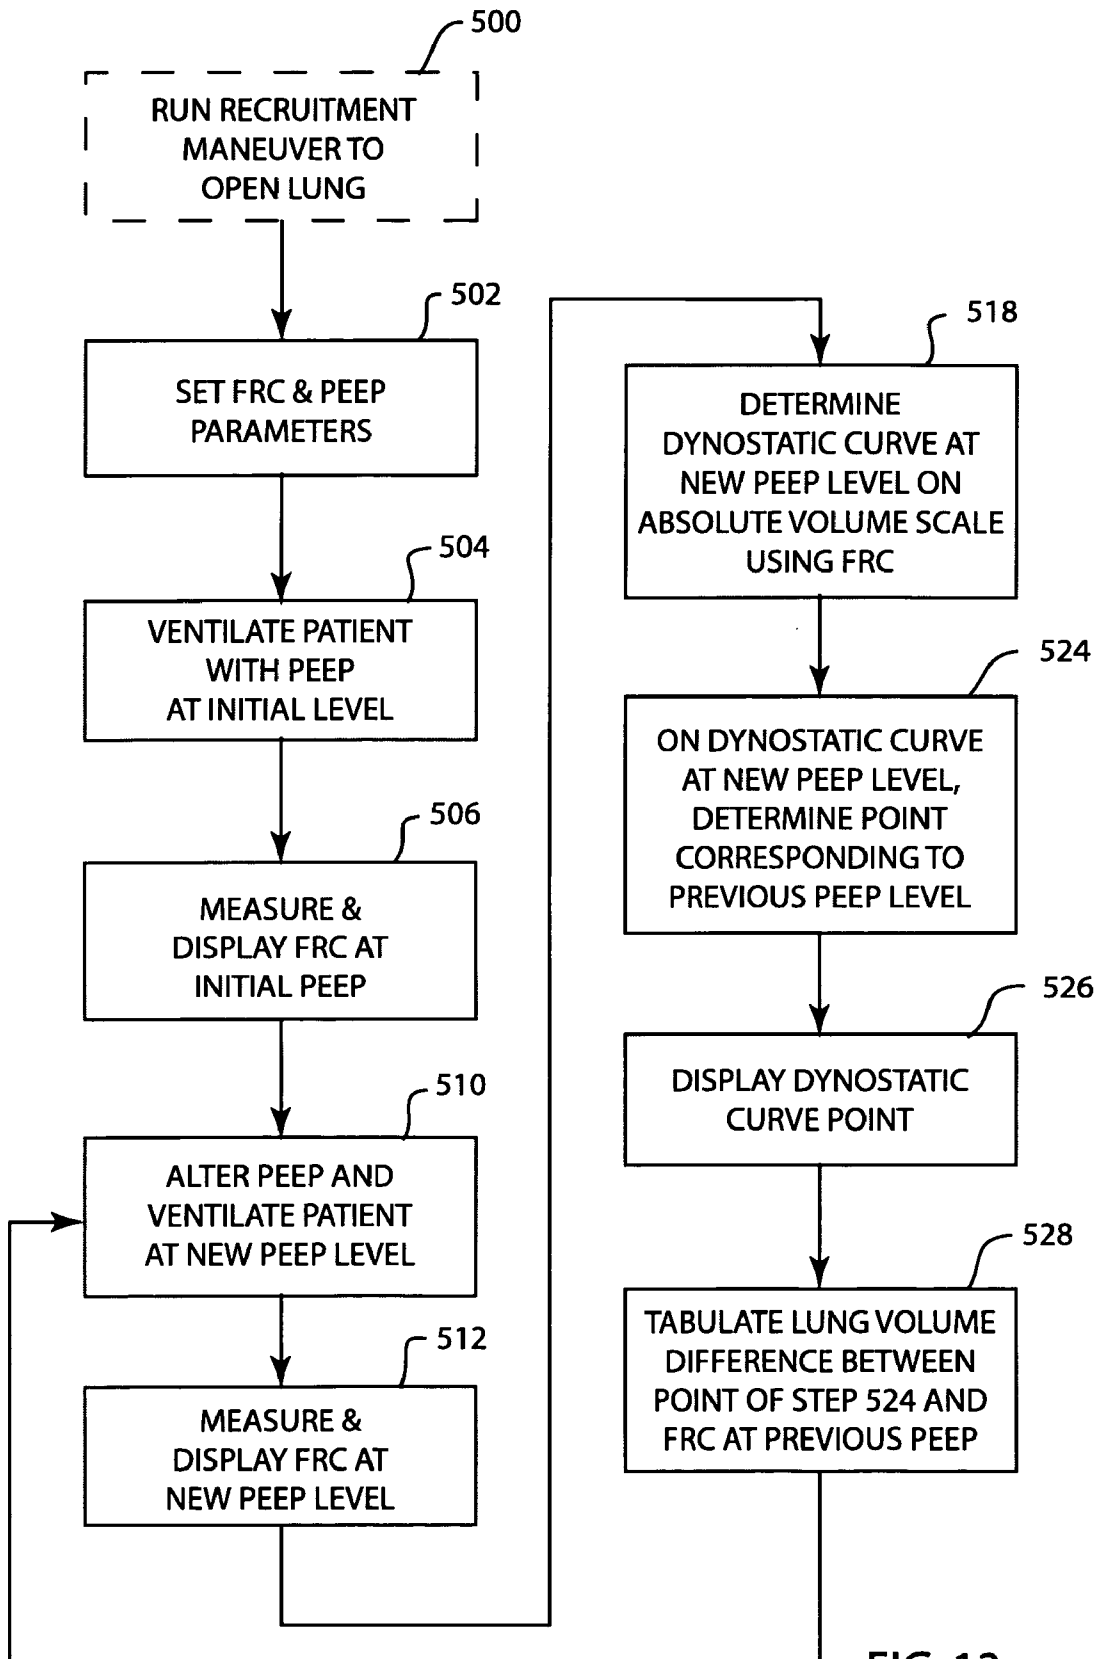 500
RUN RECRUITMENT
MANEUVER TO
OPEN LUNG
502
SET FRC & PEEP
PARAMETERS
504
VENTILATE PATIENT
WITH PEEP
AT INITIAL LEVEL
506
MEASURE &
DISPLAY FRC AT
INITIAL PEEP
510
ALTER PEEP AND
VENTILATE PATIENT
AT NEW PEEP LEVEL
512
MEASURE &
DISPLAY FRC AT
NEW PEEP LEVEL
518
DETERMINE
DYNOSTATIC CURVE AT
NEW PEEP LEVEL ON
ABSOLUTE VOLUME SCALE
USING FRC
524
ON DYNOSTATIC CURVE
AT NEW PEEP LEVEL,
DETERMINE POINT
CORRESPONDING TO
PREVIOUS PEEP LEVEL
526
DISPLAY DYNOSTATIC
CURVE POINT
528
TABULATE LUNG VOLUME
DIFFERENCE BETWEEN
POINT OF STEP 524 AND
FRC AT PREVIOUS PEEP